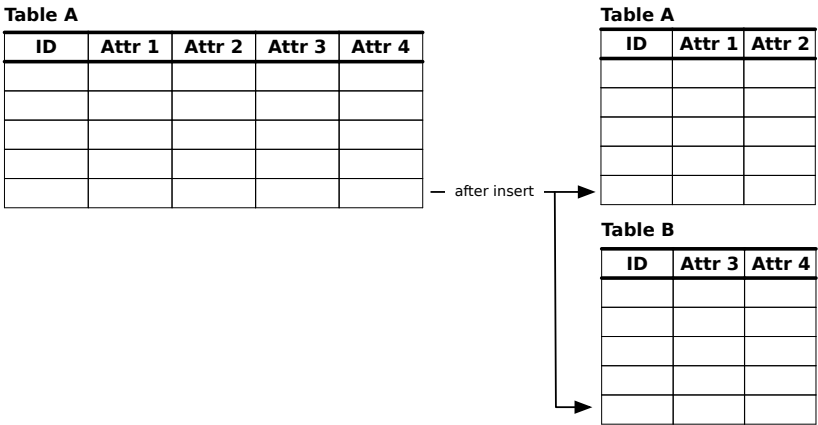 Table A
ID Attr 1 Attr 2 Attr 3 Attr 4
after insert
Table A
ID Attr 1 Attr 2
Table B
ID Attr 3 Attr 4